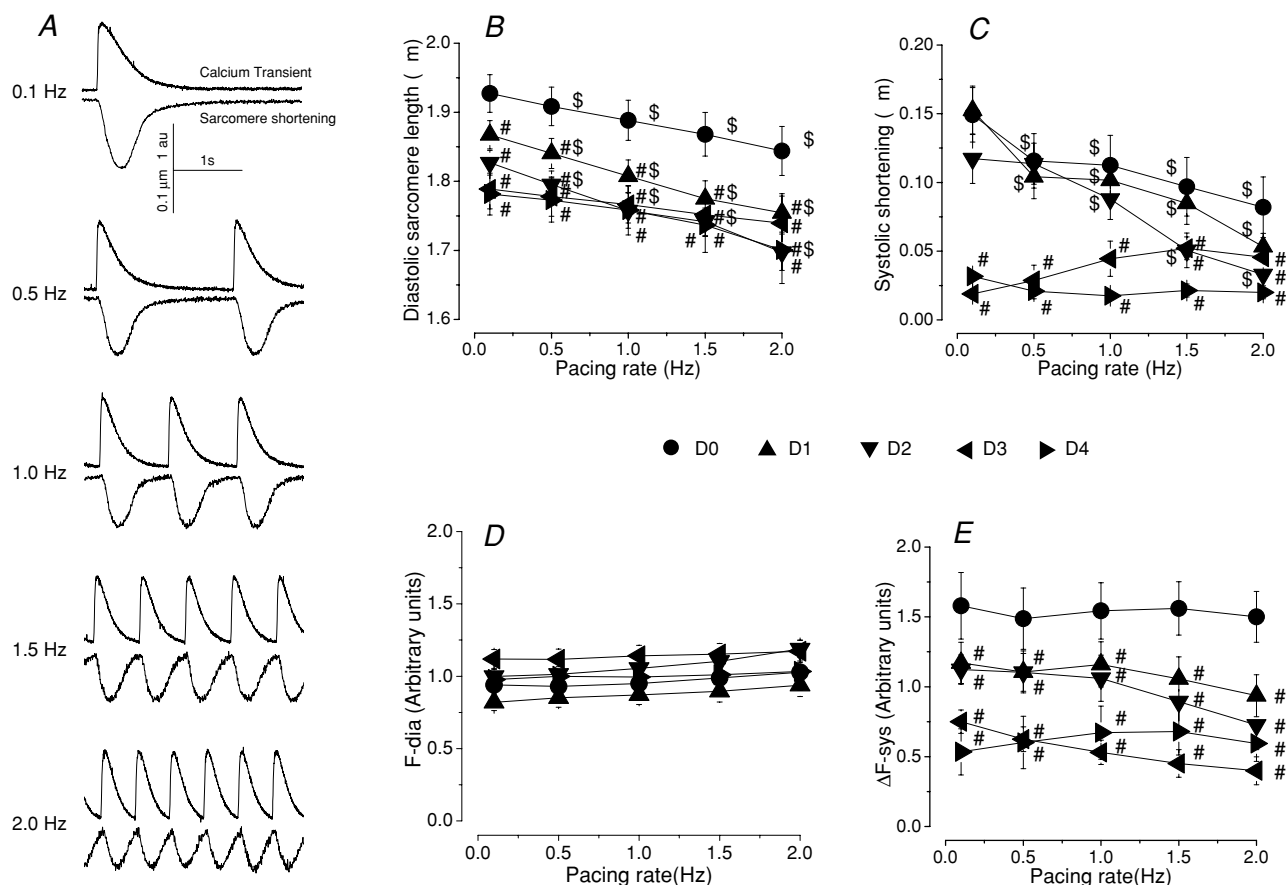 A
0.1 Hz
Calcium Transient
Sarcomere shortening
0.1 µm 1 au
1s
0.5 Hz
1.0 Hz
1.5 Hz
2.0 Hz
B
Diastolic sarcomere length ( m)
2.0
1.9
1.8
1.7
1.6
$ $ $ $
# #$ #$ #$ #$
# #$ #$ #$ #
# # # # #$
# # # # #
0.0 0.5 1.0 1.5 2.0
Pacing rate (Hz)
C
Systolic shortening ( m)
0.20
0.15
0.10
0.05
0.00
$ $ $ $
$ $ $ $
$ $ $
# # # # #
# # # # #
#
0.0 0.5 1.0 1.5 2.0
Pacing rate (Hz)
D0 D1 D2 D3 D4
D
F-dia (Arbitrary units)
2.0
1.5
1.0
0.5
0.0
0.0 0.5 1.0 1.5 2.0
Pacing rate(Hz)
E
ΔF-sys (Arbitrary units)
2.0
1.5
1.0
0.5
0.0
# # # # #
# # # # #
# # # # #
# # # # #
0.0 0.5 1.0 1.5 2.0
Pacing rate(Hz)